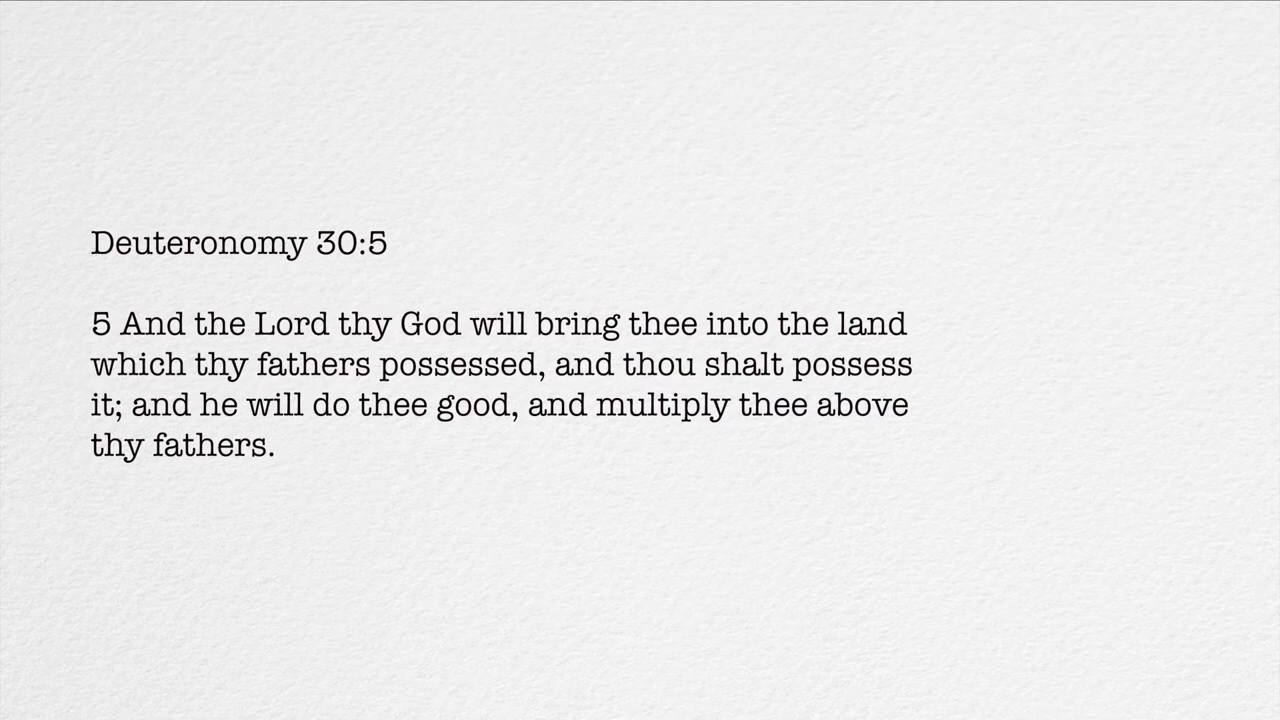 Deuteronomy 30:5
5 And the Lord thy God will bring thee into the land
which thy fathers possessed, and thou shalt possess
it; and he will do thee good, and multiply thee above
thy fathers.